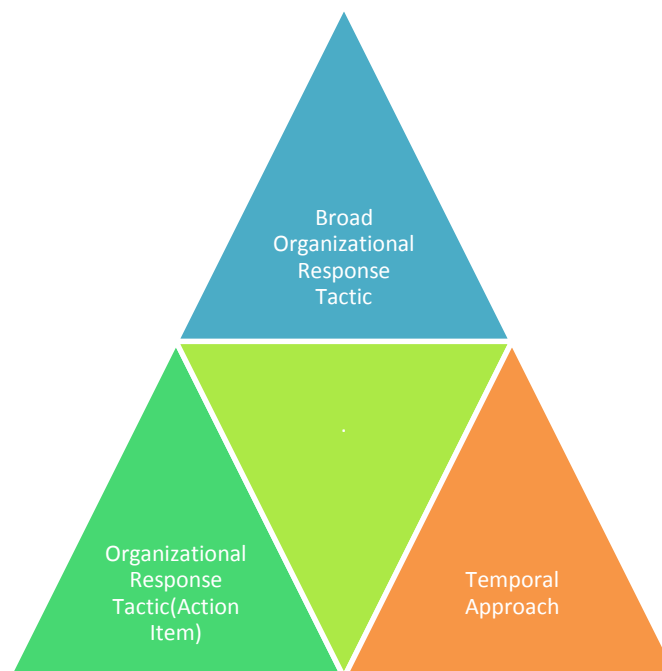 Broad
Organizational
Response
Tactic
.
Organizational
Response
Tactic(Action
Item)
Temporal
Approach